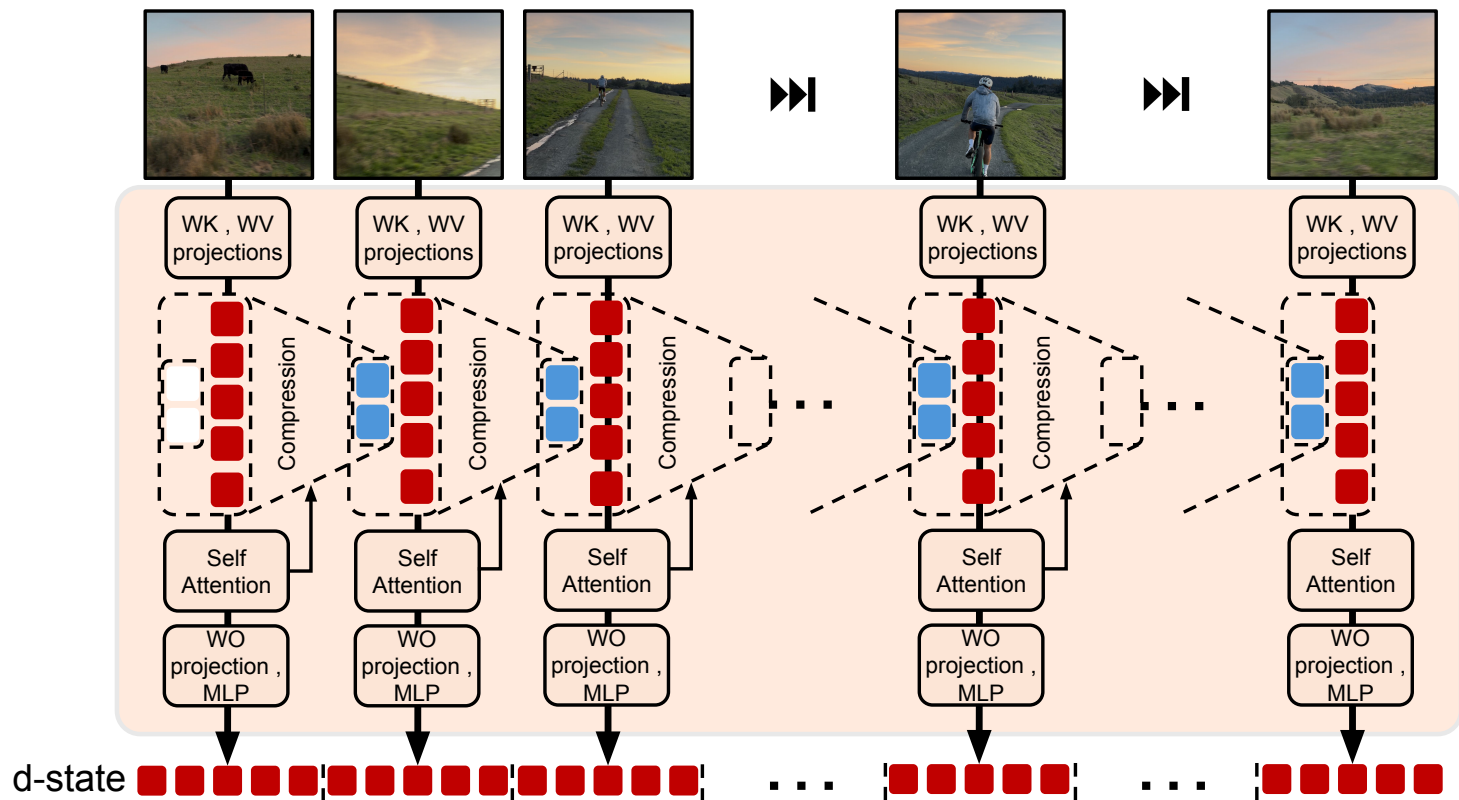 WK , WV
projections
WK , WV
projections
WK , WV
projections
WK , WV
projections
WK , WV
projections
Compression
Compression
Compression
Compression
Self
Attention
Self
Attention
Self
Attention
Self
Attention
Self
Attention
WO
projection ,
MLP
WO
projection ,
MLP
WO
projection ,
MLP
WO
projection ,
MLP
WO
projection ,
MLP
d-state